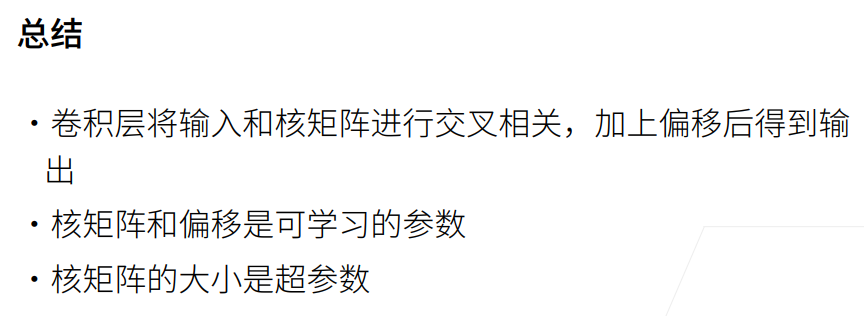 总结
• 卷积层将输入和核矩阵进行交叉相关，加上偏移后得到输
出
• 核矩阵和偏移是可学习的参数
• 核矩阵的大小是超参数